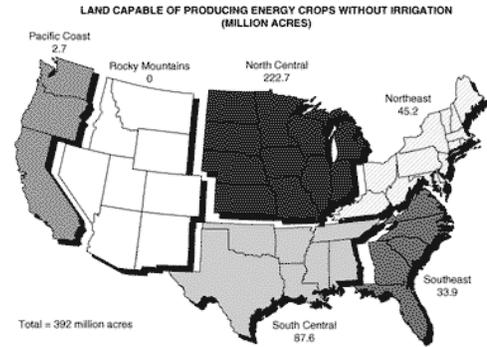 LAND CAPABLE OF PRODUCING ENERGY CROPS WITHOUT IRRIGATION
(MILLION ACRES)
Pacific Coast
2.7
Rocky Mountains
0
North Central
222.7
Northeast
45.2
Southeast
33.9
South Central
87.6
Total = 392 million acres